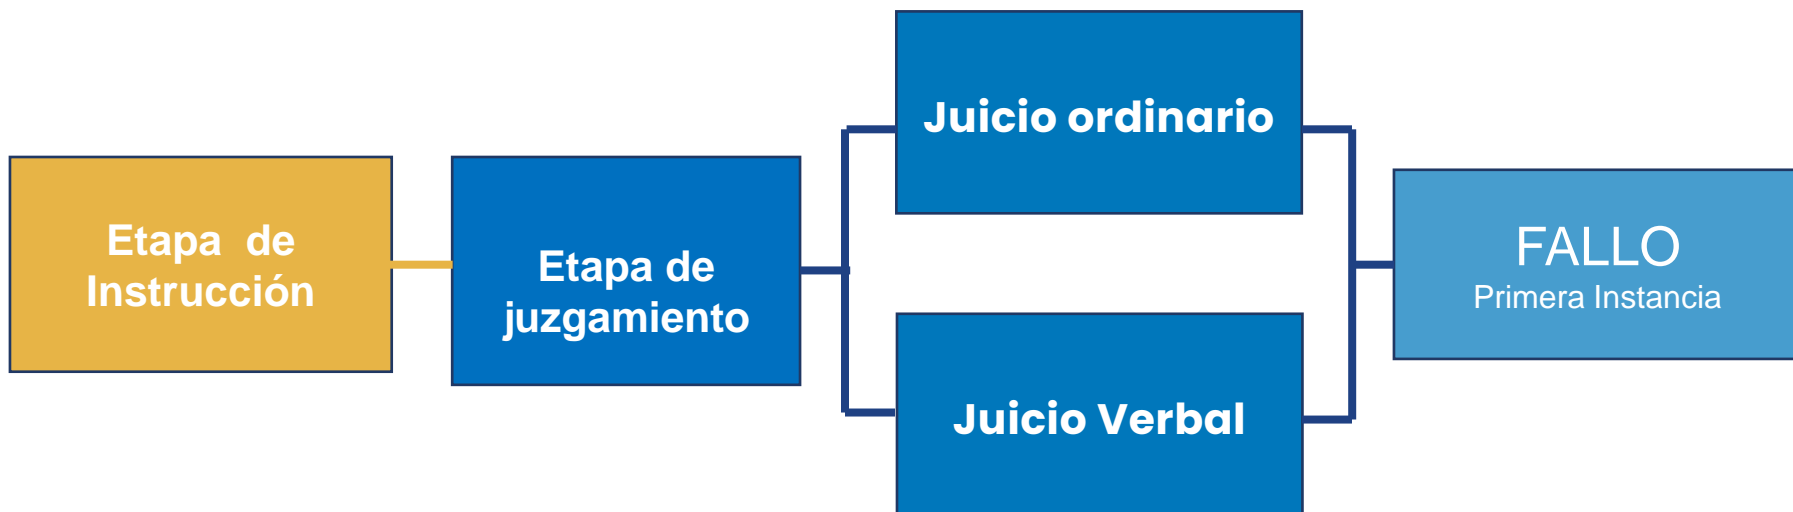 Etapa de
Instrucción
Etapa de
juzgamiento
Juicio ordinario
Juicio Verbal
FALLO
Primera Instancia